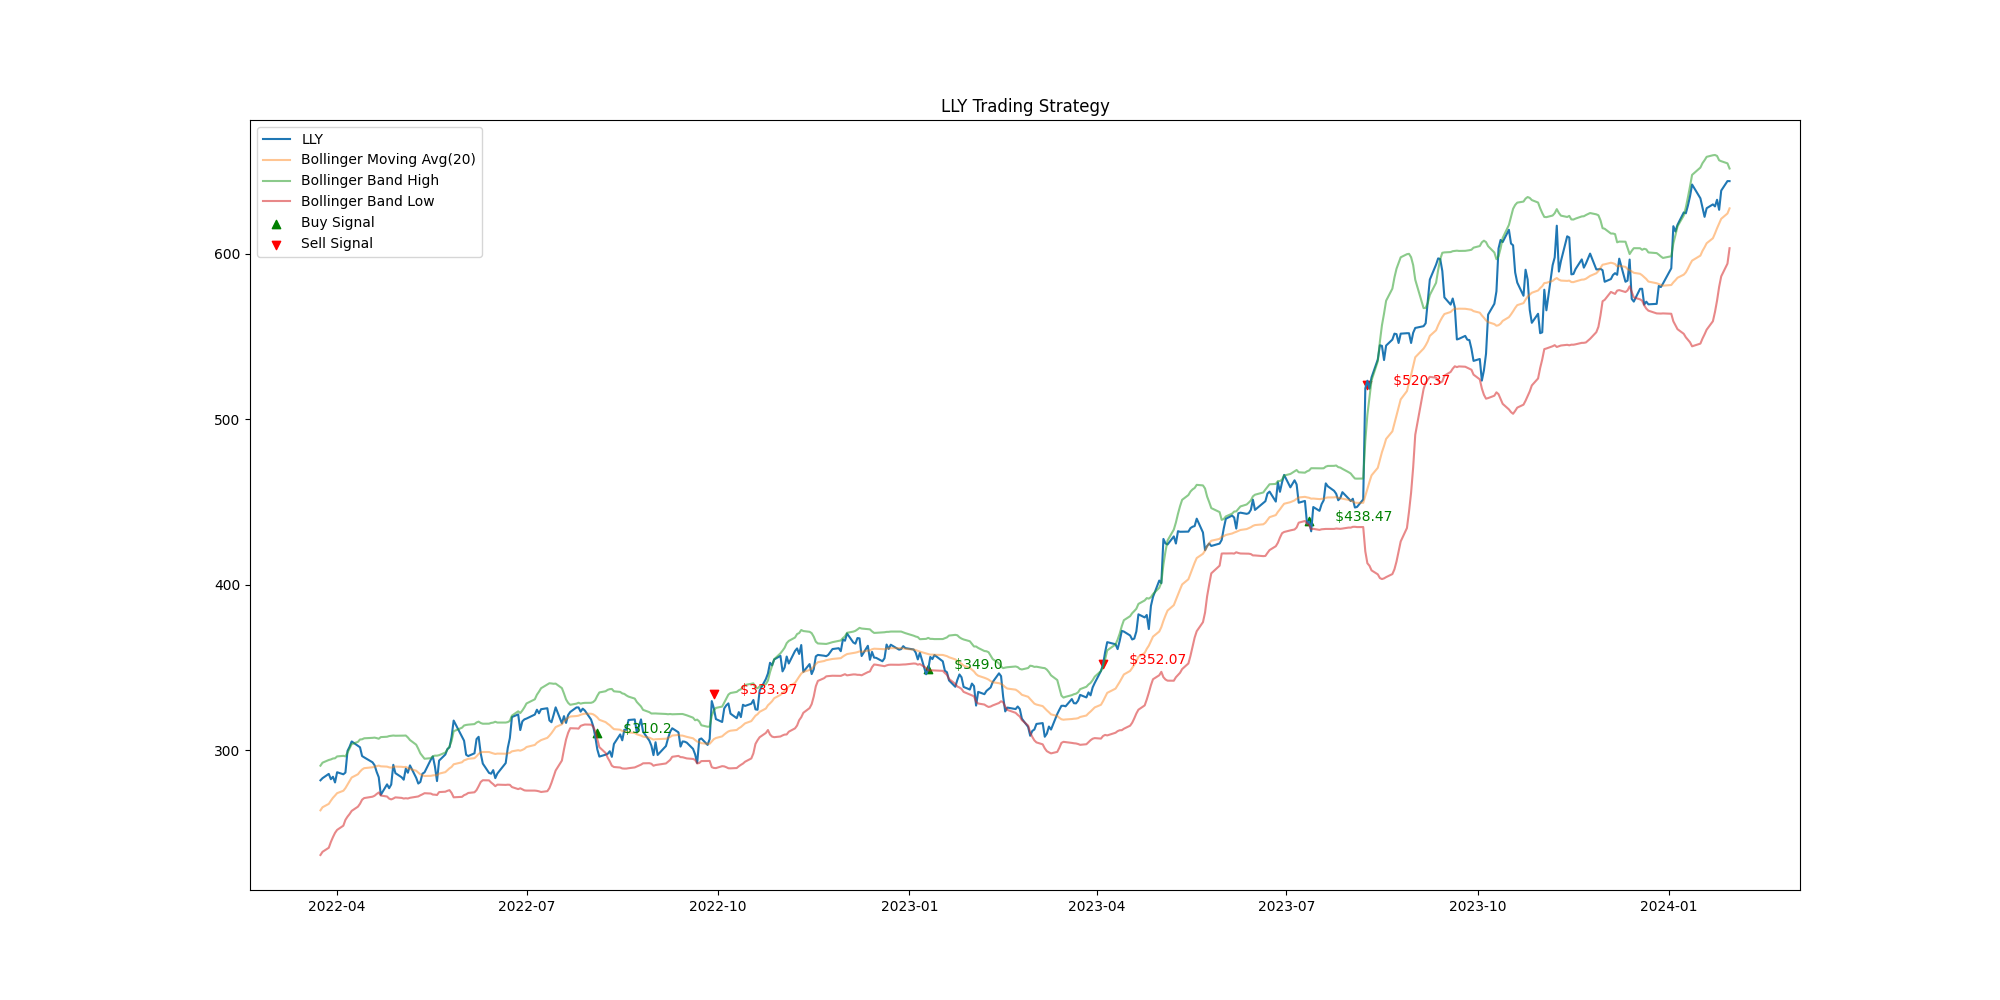 LLY Trading Strategy
LLY
Bollinger Moving Avg(20)
Bollinger Band High
Bollinger Band Low
Buy Signal
Sell Signal
600
500
400
300
$310.2
$333.97
$349.0
$352.07
$438.47
$520.37
2022-04
2022-07
2022-10
2023-01
2023-04
2023-07
2023-10
2024-01